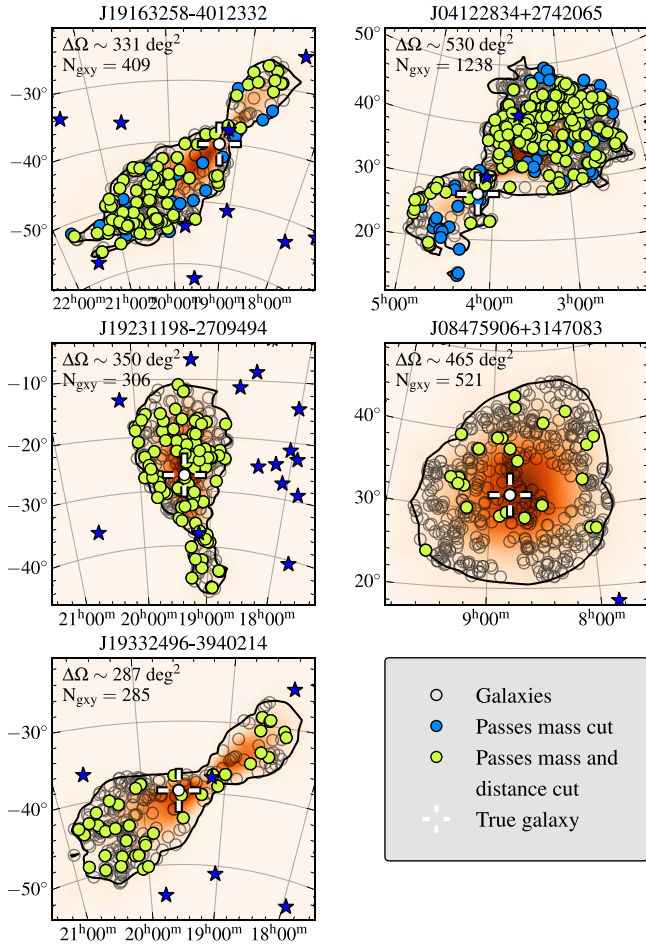 J19163258-4012332
ΔΩ ∼ 331 deg²
N_gxy = 409
−30°
−40°
−50°
22ʰ00ᵐ 21ʰ00ᵐ 20ʰ00ᵐ 19ʰ00ᵐ 18ʰ00ᵐ
J04122834+2742065
ΔΩ ∼ 530 deg²
N_gxy = 1238
50°
40°
30°
20°
5ʰ00ᵐ 4ʰ00ᵐ 3ʰ00ᵐ
J19231198-2709494
ΔΩ ∼ 350 deg²
N_gxy = 306
−10°
−20°
−30°
−40°
21ʰ00ᵐ 20ʰ00ᵐ 19ʰ00ᵐ 18ʰ00ᵐ
J08475906+3147083
ΔΩ ∼ 465 deg²
N_gxy = 521
40°
30°
20°
9ʰ00ᵐ 8ʰ00ᵐ
J19332496-3940214
ΔΩ ∼ 287 deg²
N_gxy = 285
−30°
−40°
−50°
21ʰ00ᵐ 20ʰ00ᵐ 19ʰ00ᵐ 18ʰ00ᵐ
Galaxies
Passes mass cut
Passes mass and
distance cut
True galaxy